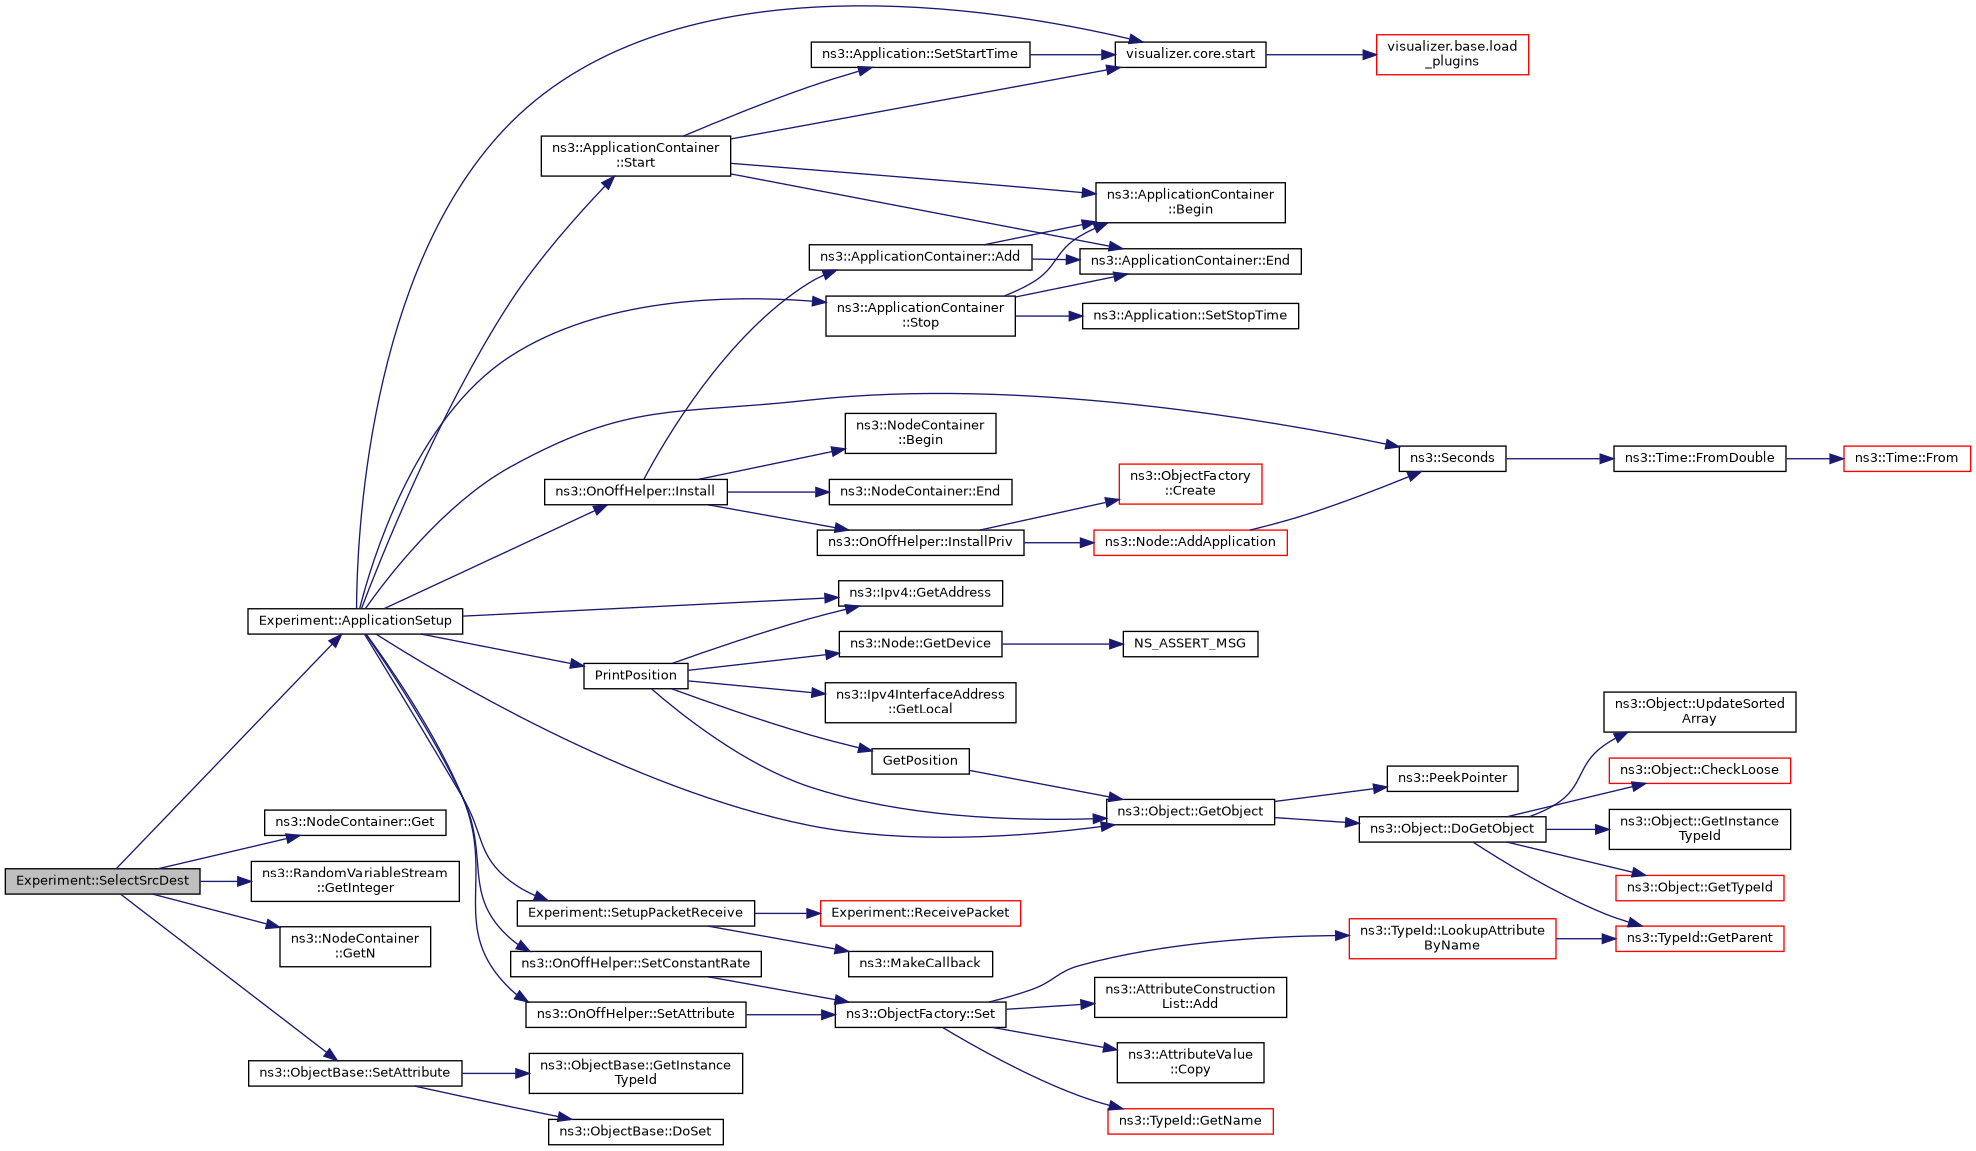 visualizer.base.load
_plugins
ns3::Application::SetStartTime
visualizer.core.start
ns3::ApplicationContainer
::Start
ns3::ApplicationContainer
::Begin
ns3::ApplicationContainer::Add
ns3::ApplicationContainer::End
ns3::ApplicationContainer
::Stop
ns3::Application::SetStopTime
ns3::NodeContainer
::Begin
ns3::Seconds
ns3::Time::FromDouble
ns3::Time::From
ns3::OnOffHelper::Install
ns3::NodeContainer::End
ns3::ObjectFactory
::Create
ns3::OnOffHelper::InstallPriv
ns3::Node::AddApplication
ns3::Ipv4::GetAddress
Experiment::ApplicationSetup
ns3::Node::GetDevice
NS_ASSERT_MSG
PrintPosition
ns3::Ipv4InterfaceAddress
::GetLocal
ns3::Object::UpdateSorted
Array
GetPosition
ns3::PeekPointer
ns3::Object::CheckLoose
ns3::Object::GetObject
ns3::Object::DoGetObject
ns3::Object::GetInstance
TypeId
ns3::NodeContainer::Get
Experiment::SelectSrcDest
ns3::RandomVariableStream
::GetInteger
ns3::Object::GetTypeId
Experiment::SetupPacketReceive
Experiment::ReceivePacket
ns3::TypeId::LookupAttribute
ByName
ns3::TypeId::GetParent
ns3::NodeContainer
::GetN
ns3::OnOffHelper::SetConstantRate
ns3::MakeCallback
ns3::AttributeConstruction
List::Add
ns3::OnOffHelper::SetAttribute
ns3::ObjectFactory::Set
ns3::AttributeValue
::Copy
ns3::ObjectBase::SetAttribute
ns3::ObjectBase::GetInstance
TypeId
ns3::TypeId::GetName
ns3::ObjectBase::DoSet